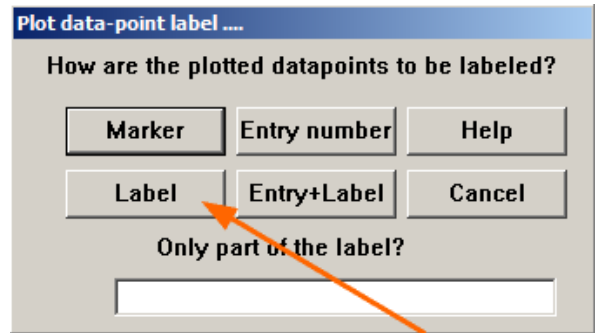 Plot data-point label ....
How are the plotted datapoints to be labeled?
Marker Entry number Help
Label Entry+Label Cancel
Only part of the label?